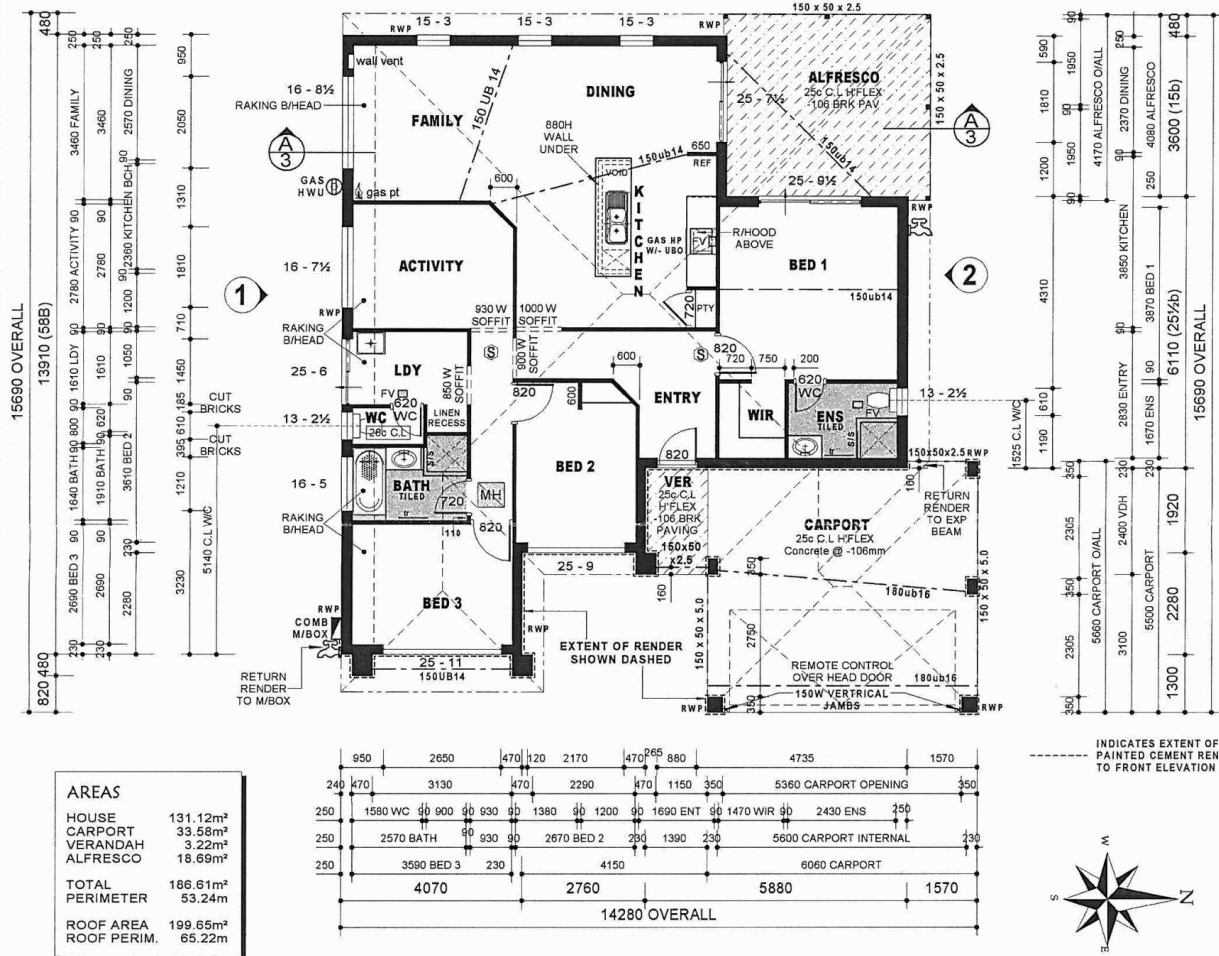 150 x 50 x 2.5
15 - 3
15 - 3
15 - 3
RWP
RWP
wall vent
16 - 8½
RAKING B/HEAD
FAMILY
150 UB 14
DINING
880H
WALL
UNDER
ALFRESCO
25c C.L H'FLEX
-106 BRK PAV
25 - 7½
150 x 50 x 2.5
A
3
A
3
150ub14
150ub14
650
REF
VOID
KITCHEN
GAS
HWU
gas pt
600
25 - 9½
RWP
R/HOOD
ABOVE
GAS HP
W/- UBO
FV
BED 1
150ub14
ACTIVITY
16 - 7½
1
2
RWP
RAKING
B/HEAD
930 W
SOFFIT
1000 W
SOFFIT
720
PTY
820
S
S
900 W
SOFFIT
LDY
850 W
SOFFIT
25 - 6
FV
620
WC
LINEN
RECESS
CUT
BRICKS
13 - 2½
WC
26c C.L
CUT
BRICKS
820
600
600
ENTRY
720
750
200
620
WC
WIR
ENS
TILED
FV
S/S
tr
13 - 2½
820
BED 2
S/S
16 - 5
BATH
TILED
tr
720
MH
820
110
RAKING
B/HEAD
VER
25c C.L
H'FLEX
-106 BRK
PAVING
150x50
x2.5
150x50x2.5
RWP
160
RETURN
RENDER
TO EXP
BEAM
CARPORT
25c C.L H'FLEX
Concrete @ -106mm
180ub16
150 x 50 x 5.0
25 - 9
160
350
2750
350
150 x 50 x 5.0
BED 3
RWP
COMB
M/BOX
RWP
EXTENT OF RENDER
SHOWN DASHED
REMOTE CONTROL
OVER HEAD DOOR
180ub16
150W VERTRICAL
JAMBS
RWP
RWP
25 - 11
150UB14
RETURN
RENDER
TO M/BOX
15690 OVERALL
480
13910 (58B)
820 480
250
3460 FAMILY
90
2780 ACTIVITY
90
1610 LDY
90
800
90
1640 BATH
90
2690 BED 3
230
250
3460
90
2780
90
1610
90
620
90
1910 BATH
90
2690
230
250
2570 DINING
90
KITCHEN BCH
90
2360
90
1200
90
1050
90
3610 BED 2
230
2280
950
2050
1310
1810
710
1450
185
610
395
1210
3230
5140 C.L W/C
590
1810
1200
4310
610
1190
1525 C.L W/C
350
2305
350
2305
350
90
1950
90
1950
90
4170 ALFRESCO O/ALL
5660 CARPORT O/ALL
250
2370 DINING
90
3850 KITCHEN
90
2830 ENTRY
230
2400 VDH
3100
4080 ALFRESCO
250
3870 BED 1
90
1670 ENS
230
5500 CARPORT
480
3600 (15b)
6110 (25½b)
1920
2280
1300
15690 OVERALL
INDICATES EXTENT OF
PAINTED CEMENT REN
TO FRONT ELEVATION
950 2650 470 120 2170 470 265 880 4735 1570
240 470 3130 470 2290 470 1150 350 5360 CARPORT OPENING 350
250 1580 WC 90 900 90 930 90 1380 90 1200 90 1690 ENT 90 1470 WIR 90 2430 ENS 250
250 2570 BATH 90 930 90 2670 BED 2 230 1390 5600 CARPORT INTERNAL 230
250 3590 BED 3 230 4150 6060 CARPORT
4070 2760 5880 1570
14280 OVERALL
AREAS
HOUSE 131.12m²
CARPORT 33.58m²
VERANDAH 3.22m²
ALFRESCO 18.69m²
TOTAL 186.61m²
PERIMETER 53.24m
ROOF AREA 199.65m²
ROOF PERIM. 65.22m
W
N
S
E